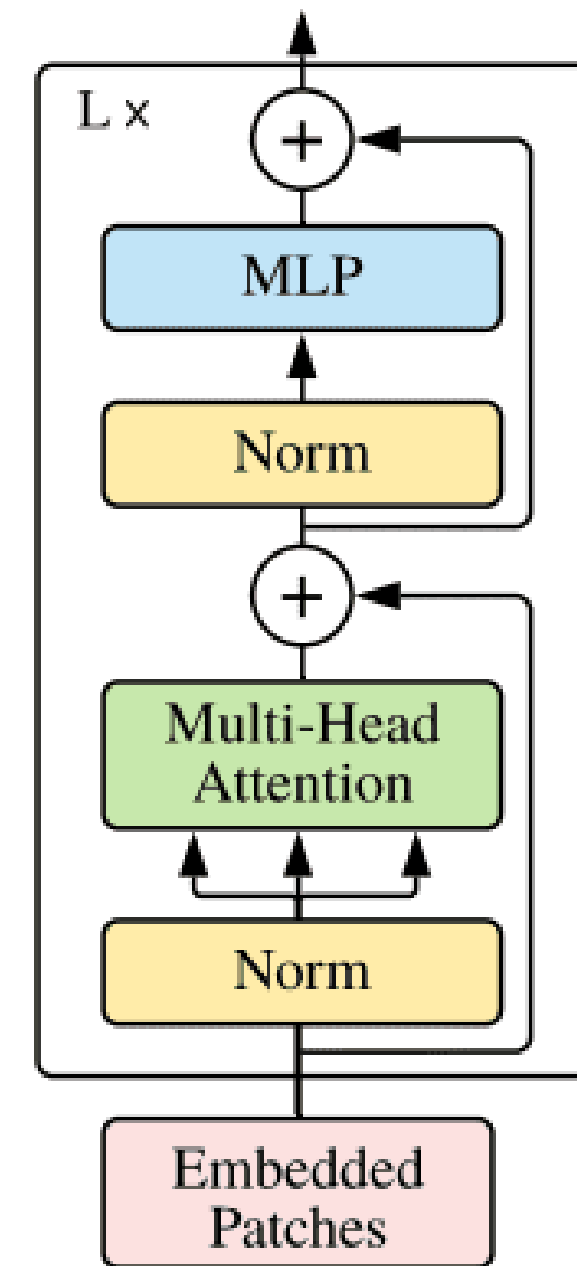 L ×
+
MLP
Norm
+
Multi-Head
Attention
Norm
Embedded
Patches